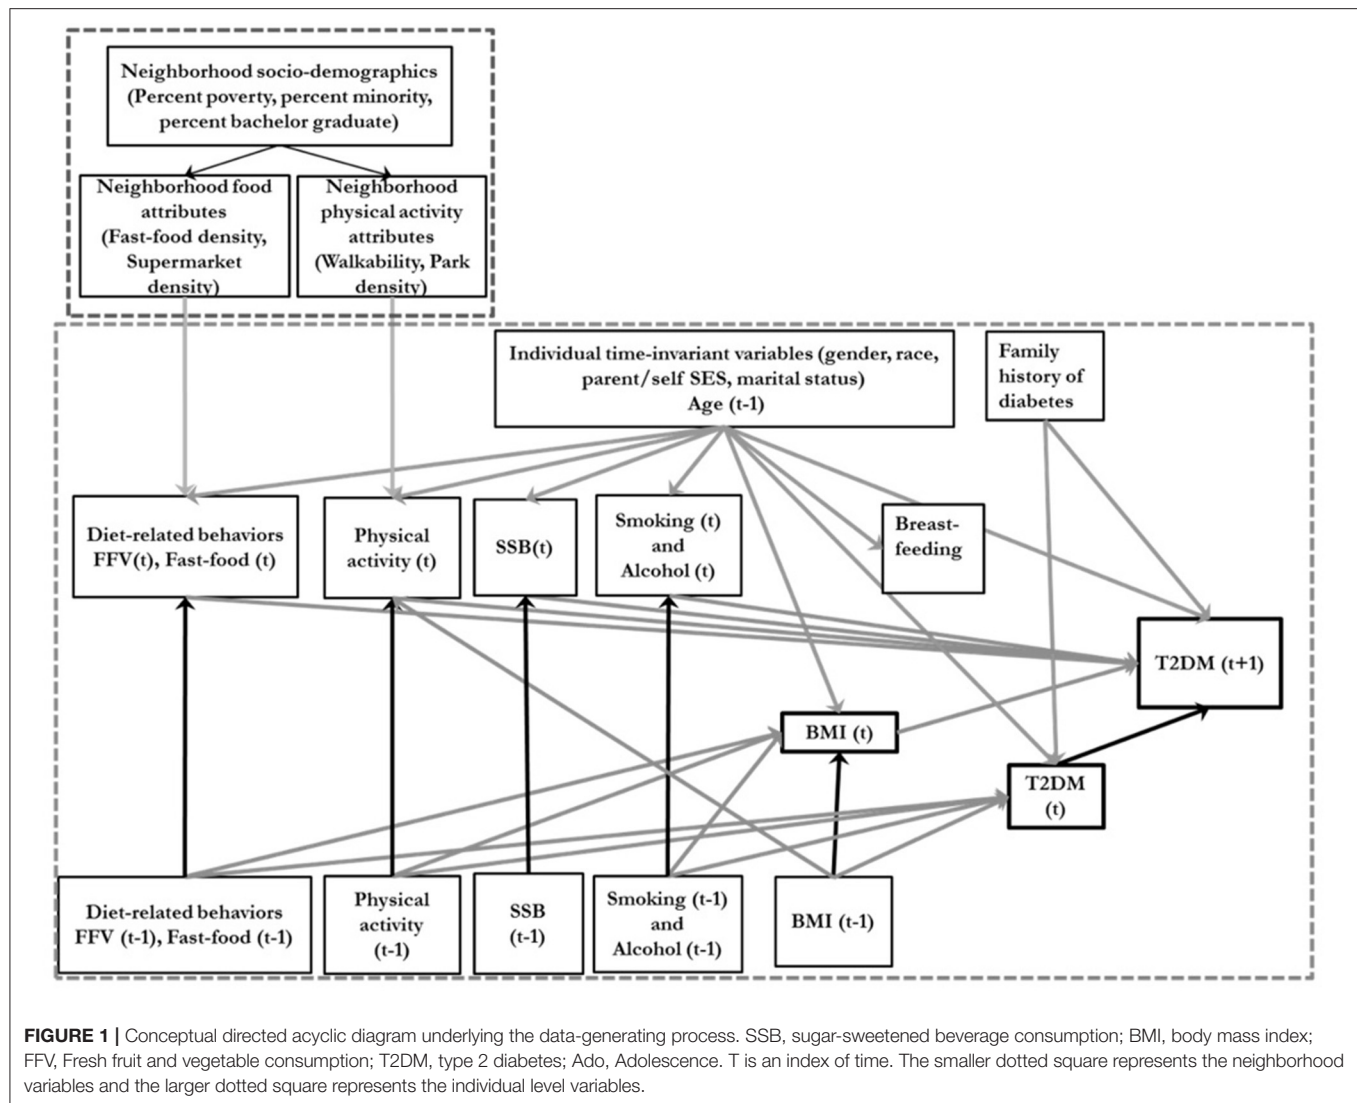 Neighborhood socio-demographics
(Percent poverty, percent minority,
percent bachelor graduate)
Neighborhood food
attributes
(Fast-food density,
Supermarket
density)
Neighborhood
physical activity
attributes
(Walkability, Park
density)
Individual time-invariant variables (gender, race,
parent/self SES, marital status)
Age (t-1)
Family
history of
diabetes
Diet-related behaviors
FFV(t), Fast-food (t)
Physical
activity (t)
SSB(t)
Smoking (t)
and
Alcohol (t)
Breast-
feeding
T2DM (t+1)
BMI (t)
T2DM
(t)
Diet-related behaviors
FFV (t-1), Fast-food (t-1)
Physical
activity
(t-1)
SSB
(t-1)
Smoking (t-1)
and
Alcohol (t-1)
BMI (t-1)
FIGURE 1 | Conceptual directed acyclic diagram underlying the data-generating process. SSB, sugar-sweetened beverage consumption; BMI, body mass index;
FFV, Fresh fruit and vegetable consumption; T2DM, type 2 diabetes; Ado, Adolescence. T is an index of time. The smaller dotted square represents the neighborhood
variables and the larger dotted square represents the individual level variables.